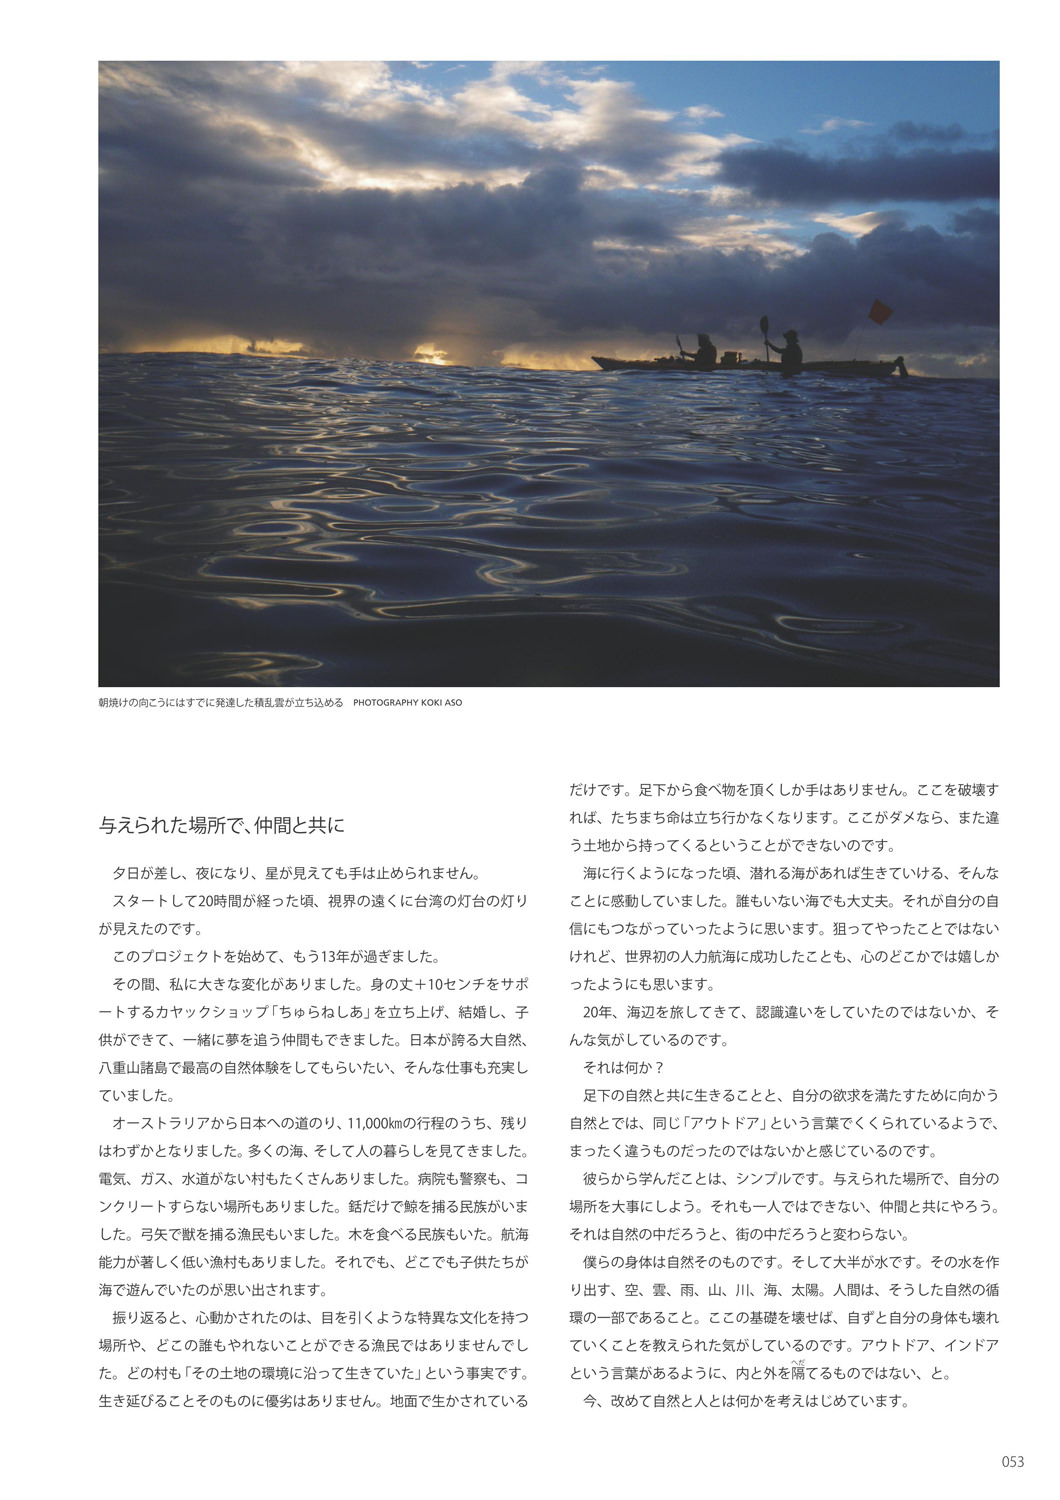 朝焼けの向こうにはすでに発達した積乱雲が立ち込める　PHOTOGRAPHY KOKI ASO
与えられた場所で、仲間と共に
夕日が差し、夜になり、星が見えても手は止められません。
スタートして20時間が経った頃、視界の遠くに台湾の灯台の灯り
が見えたのです。
このプロジェクトを始めて、もう13年が過ぎました。
その間、私に大きな変化がありました。身の丈＋10センチをサポ
ートするカヤックショップ「ちゅらねしあ」を立ち上げ、結婚し、子
供ができて、一緒に夢を追う仲間もできました。日本が誇る大自然、
八重山諸島で最高の自然体験をしてもらいたい、そんな仕事も充実し
ていました。
オーストラリアから日本への道のり、11,000㎞の行程のうち、残り
はわずかとなりました。多くの海、そして人の暮らしを見てきました。
電気、ガス、水道がない村もたくさんありました。病院も警察も、コ
ンクリートすらない場所もありました。銛だけで鯨を捕る民族がいま
した。弓矢で獣を捕る漁民もいました。木を食べる民族もいた。航海
能力が著しく低い漁村もありました。それでも、どこでも子供たちが
海で遊んでいたのが思い出されます。
振り返ると、心動かされたのは、目を引くような特異な文化を持つ
場所や、どこの誰もやれないことができる漁民ではありませんでし
た。どの村も「その土地の環境に沿って生きていた」という事実です。
生き延びることそのものに優劣はありません。地面で生かされている
だけです。足下から食べ物を頂くしか手はありません。ここを破壊す
れば、たちまち命は立ち行かなくなります。ここがダメなら、また違
う土地から持ってくるということができないのです。
海に行くようになった頃、潜れる海があれば生きていける、そんな
ことに感動していました。誰もいない海でも大丈夫。それが自分の自
信にもつながっていったように思います。狙ってやったことではない
けれど、世界初の人力航海に成功したことも、心のどこかでは嬉しか
ったようにも思います。
20年、海辺を旅してきて、認識違いをしていたのではないか、そ
んな気がしているのです。
それは何か？
足下の自然と共に生きることと、自分の欲求を満たすために向かう
自然とでは、同じ「アウトドア」という言葉でくくられているようで、
まったく違うものだったのではないかと感じているのです。
彼らから学んだことは、シンプルです。与えられた場所で、自分の
場所を大事にしよう。それも一人ではできない、仲間と共にやろう。
それは自然の中だろうと、街の中だろうと変わらない。
僕らの身体は自然そのものです。そして大半が水です。その水を作
り出す、空、雲、雨、山、川、海、太陽。人間は、そうした自然の循
環の一部であること。ここの基礎を壊せば、自ずと自分の身体も壊れ
ていくことを教えられた気がしているのです。アウトドア、インドア
へだ
という言葉があるように、内と外を隔てるものではない、と。
今、改めて自然と人とは何かを考えはじめています。
053